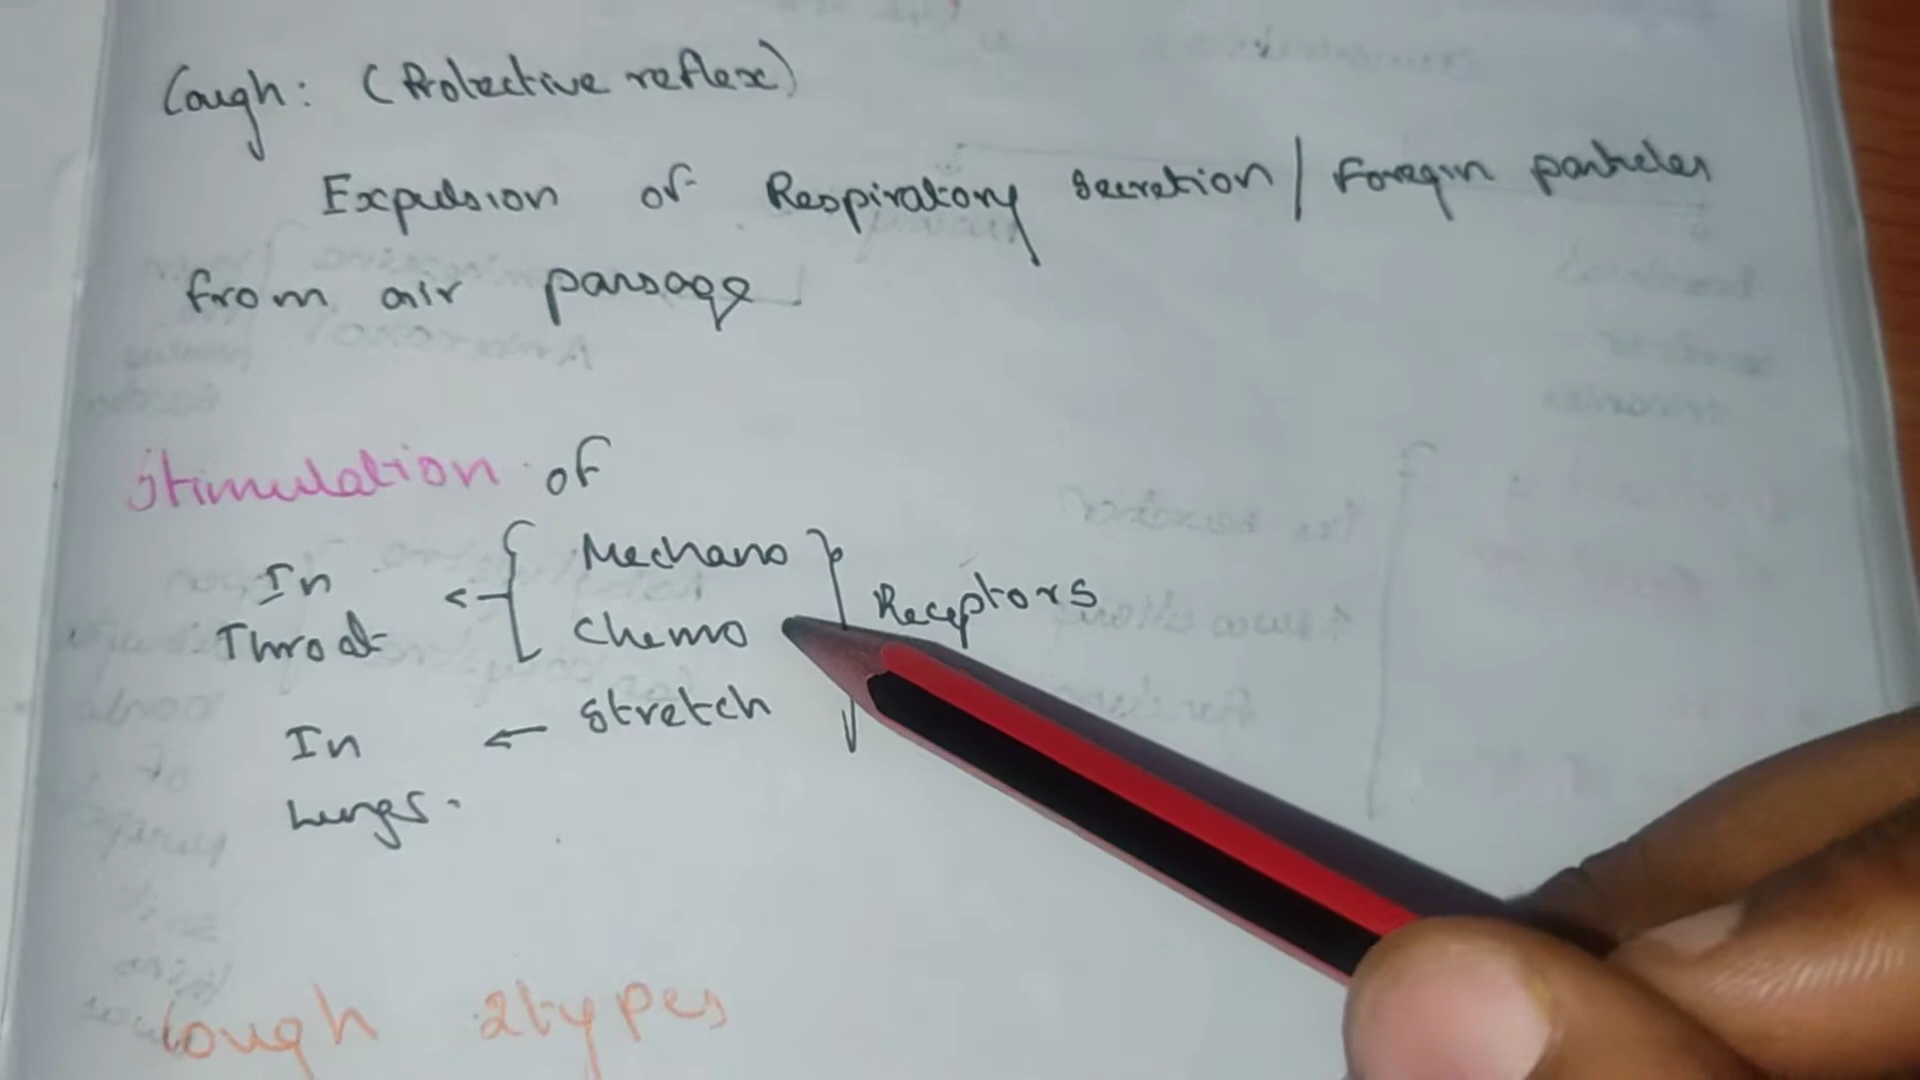 Cough: (Protective reflex)
Expulsion of Respiratory Secretion / Foregin particles
from air passage
Stimulation of
In Throat ← { Mechano
Chemo } Receptors
In Lungs. ← Stretch
Cough 2types